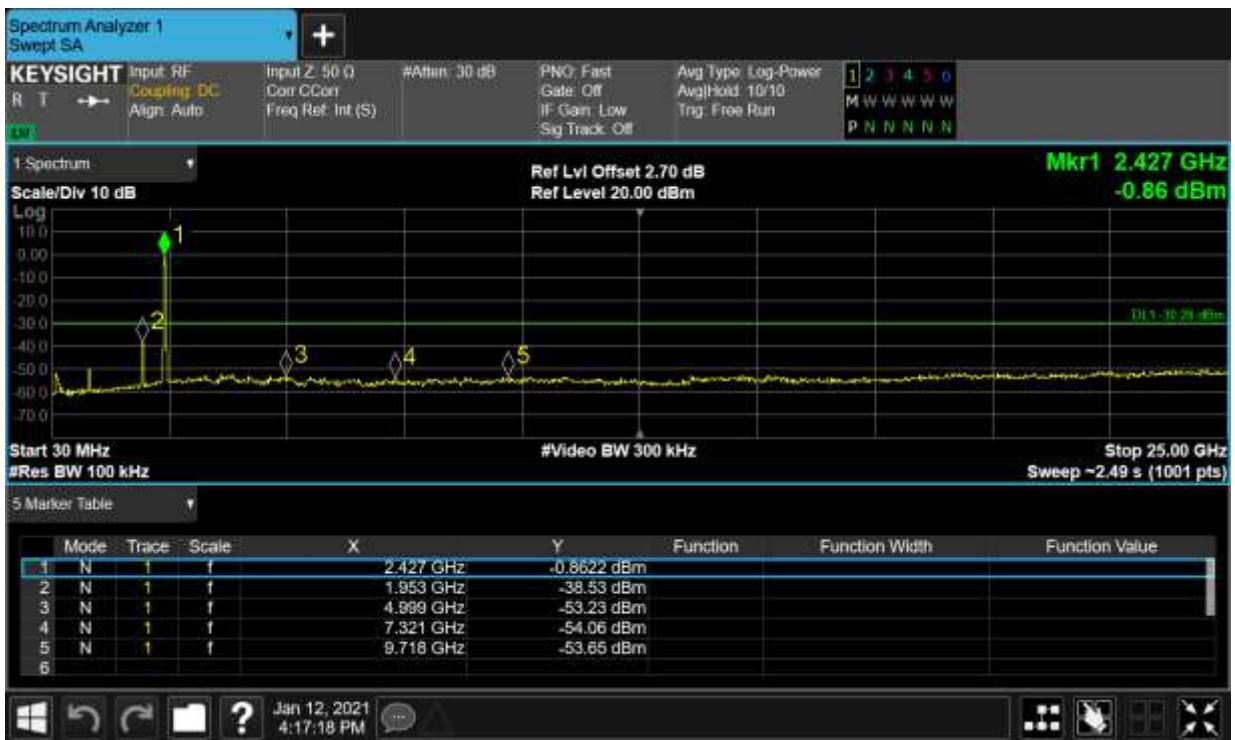 Spectrum Analyzer 1
Swept SA
+
KEYSIGHT Input: RF Input Z: 50 Ω #Atten: 30 dB PNO: Fast Avg Type: Log-Power 1 2 3 4 5 6
R T Coupling: DC Corr CCorr Gate: Off Avg|Hold: 10/10 M W W W W W
Align: Auto Freq Ref: Int (S) IF Gain: Low Trig: Free Run
Sig Track: Off P N N N N N
1 Spectrum Ref Lvl Offset 2.70 dB Mkr1 2.427 GHz
Scale/Div 10 dB Ref Level 20.00 dBm -0.86 dBm
Log
10.0
1
0.00
-10.0
-20.0
-30.0
2
DL1 -30.28 dBm
-40.0
3
4
5
-50.0
-60.0
-70.0
Start 30 MHz #Video BW 300 kHz Stop 25.00 GHz
#Res BW 100 kHz Sweep ~2.49 s (1001 pts)
5 Marker Table
Mode Trace Scale X Y Function Function Width Function Value
1 N 1 f 2.427 GHz -0.8622 dBm
2 N 1 f 1.953 GHz -38.53 dBm
3 N 1 f 4.999 GHz -53.23 dBm
4 N 1 f 7.321 GHz -54.06 dBm
5 N 1 f 9.718 GHz -53.65 dBm
6
? Jan 12, 2021
4:17:18 PM